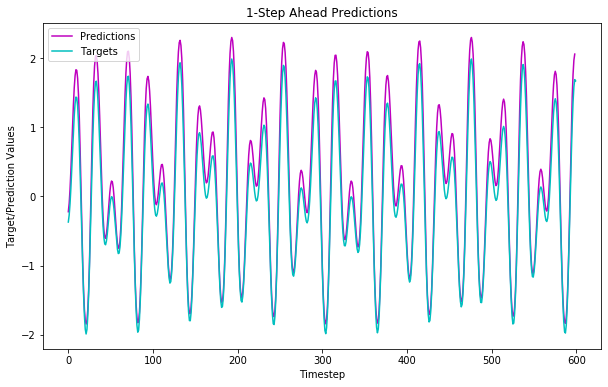 1-Step Ahead Predictions
Predictions
Targets
Target/Prediction Values
2
1
0
−1
−2
0
100
200
300
400
500
600
Timestep